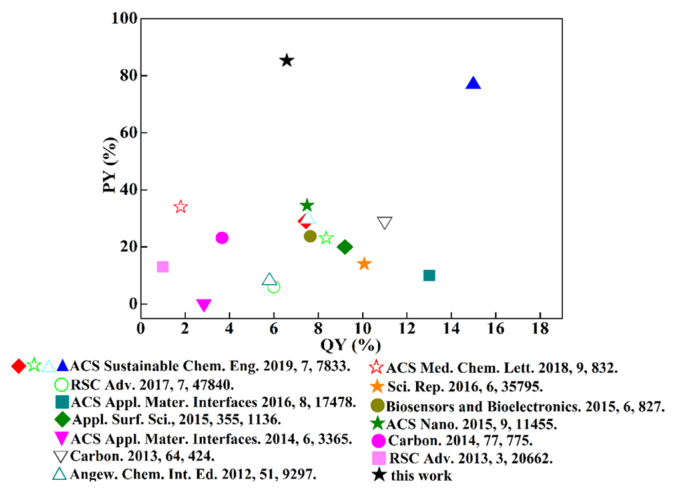 100
80
60
40
20
0
PY (%)
0 2 4 6 8 10 12 14 16 18
QY (%)
ACS Sustainable Chem. Eng. 2019, 7, 7833.
RSC Adv. 2017, 7, 47840.
ACS Appl. Mater. Interfaces 2016, 8, 17478.
Appl. Surf. Sci., 2015, 355, 1136.
ACS Appl. Mater. Interfaces. 2014, 6, 3365.
Carbon. 2013, 64, 424.
Angew. Chem. Int. Ed. 2012, 51, 9297.
ACS Med. Chem. Lett. 2018, 9, 832.
Sci. Rep. 2016, 6, 35795.
Biosensors and Bioelectronics. 2015, 6, 827.
ACS Nano. 2015, 9, 11455.
Carbon. 2014, 77, 775.
RSC Adv. 2013, 3, 20662.
this work